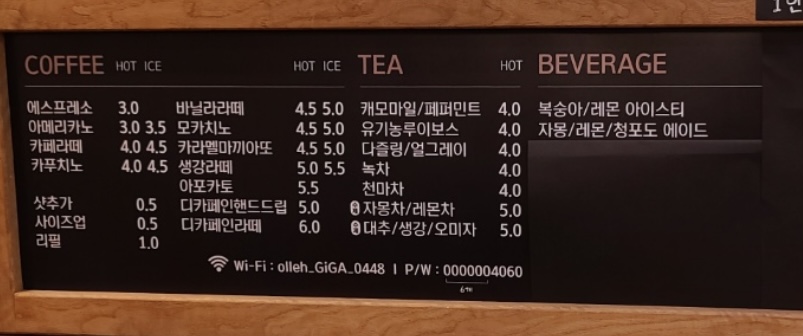 COFFEE HOT ICE
에스프레소 3.0
아메리카노 3.0 3.5
카페라떼 4.0 4.5
카푸치노 4.0 4.5
샷추가 0.5
사이즈업 0.5
리필 1.0
HOT ICE
바닐라라떼 4.5 5.0
모카치노 4.5 5.0
카라멜마끼아또 4.5 5.0
생강라떼 5.0 5.5
아포카토 5.5
디카페인핸드드립 5.0
디카페인라떼 6.0
TEA HOT
캐모마일/페퍼민트 4.0
유기농루이보스 4.0
다즐링/얼그레이 4.0
녹차 4.0
천마차 4.0
자몽차/레몬차 5.0
대추/생강/오미자 5.0
BEVERAGE
복숭아/레몬 아이스티
자몽/레몬/청포도 에이드
Wi-Fi : olleh_GiGA_0448 I P/W : 0000004060
6개